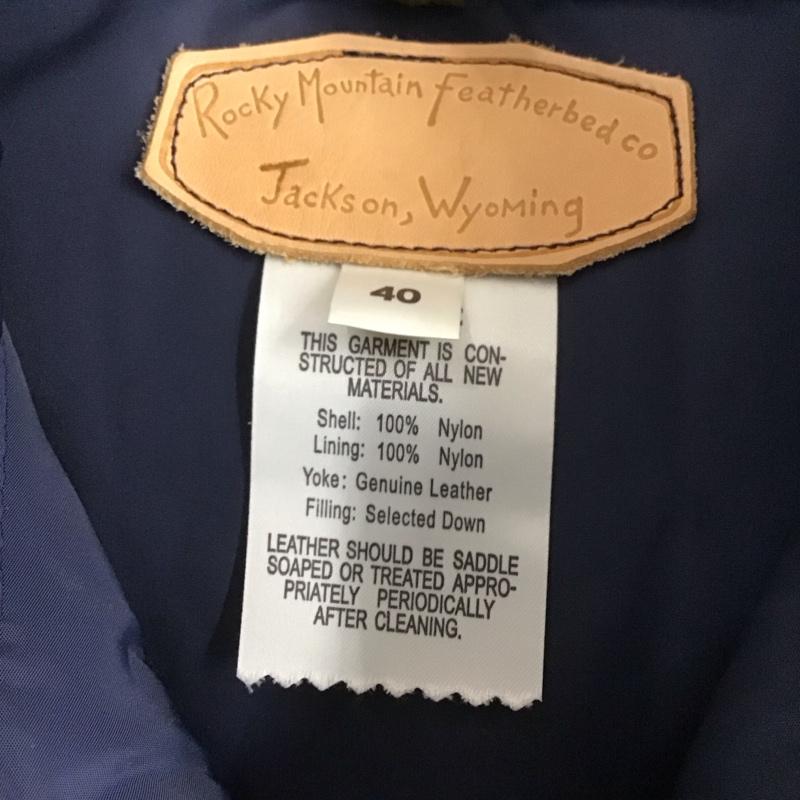 Rocky Mountain Featherbed co
Jackson, Wyoming
40
THIS GARMENT IS CON-
STRUCTED OF ALL NEW
MATERIALS.
Shell: 100% Nylon
Lining: 100% Nylon
Yoke: Genuine Leather
Filling: Selected Down
LEATHER SHOULD BE SADDLE
SOAPED OR TREATED APPRO-
PRIATELY PERIODICALLY
AFTER CLEANING.